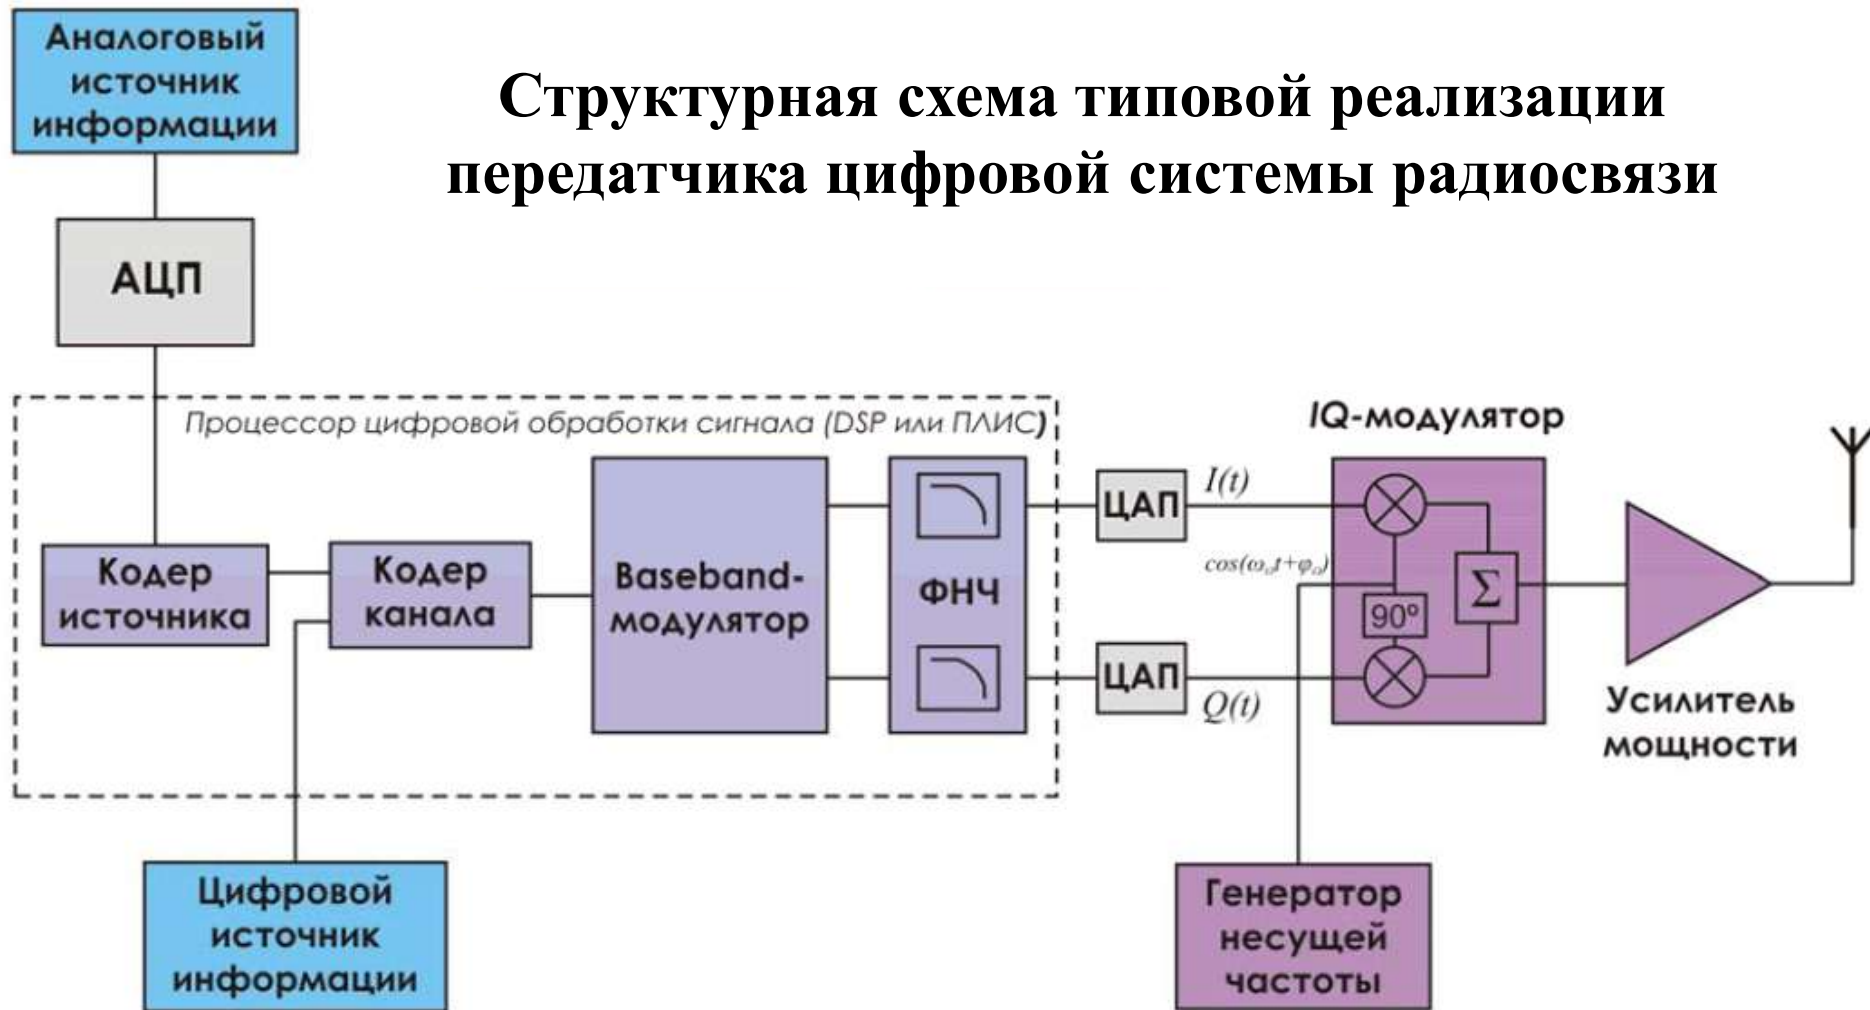 Аналоговый
источник
информации
Структурная схема типовой реализации
передатчика цифровой системы радиосвязи
АЦП
Процессор цифровой обработки сигнала (DSP или ПЛИС)
IQ-модулятор
Кодер
источника
Кодер
канала
Baseband-
модулятор
ФНЧ
ЦАП
I(t)
cos(ω₀t+φ₀)
90º
Σ
ЦАП
Q(t)
Усилитель
мощности
Цифровой
источник
информации
Генератор
несущей
частоты